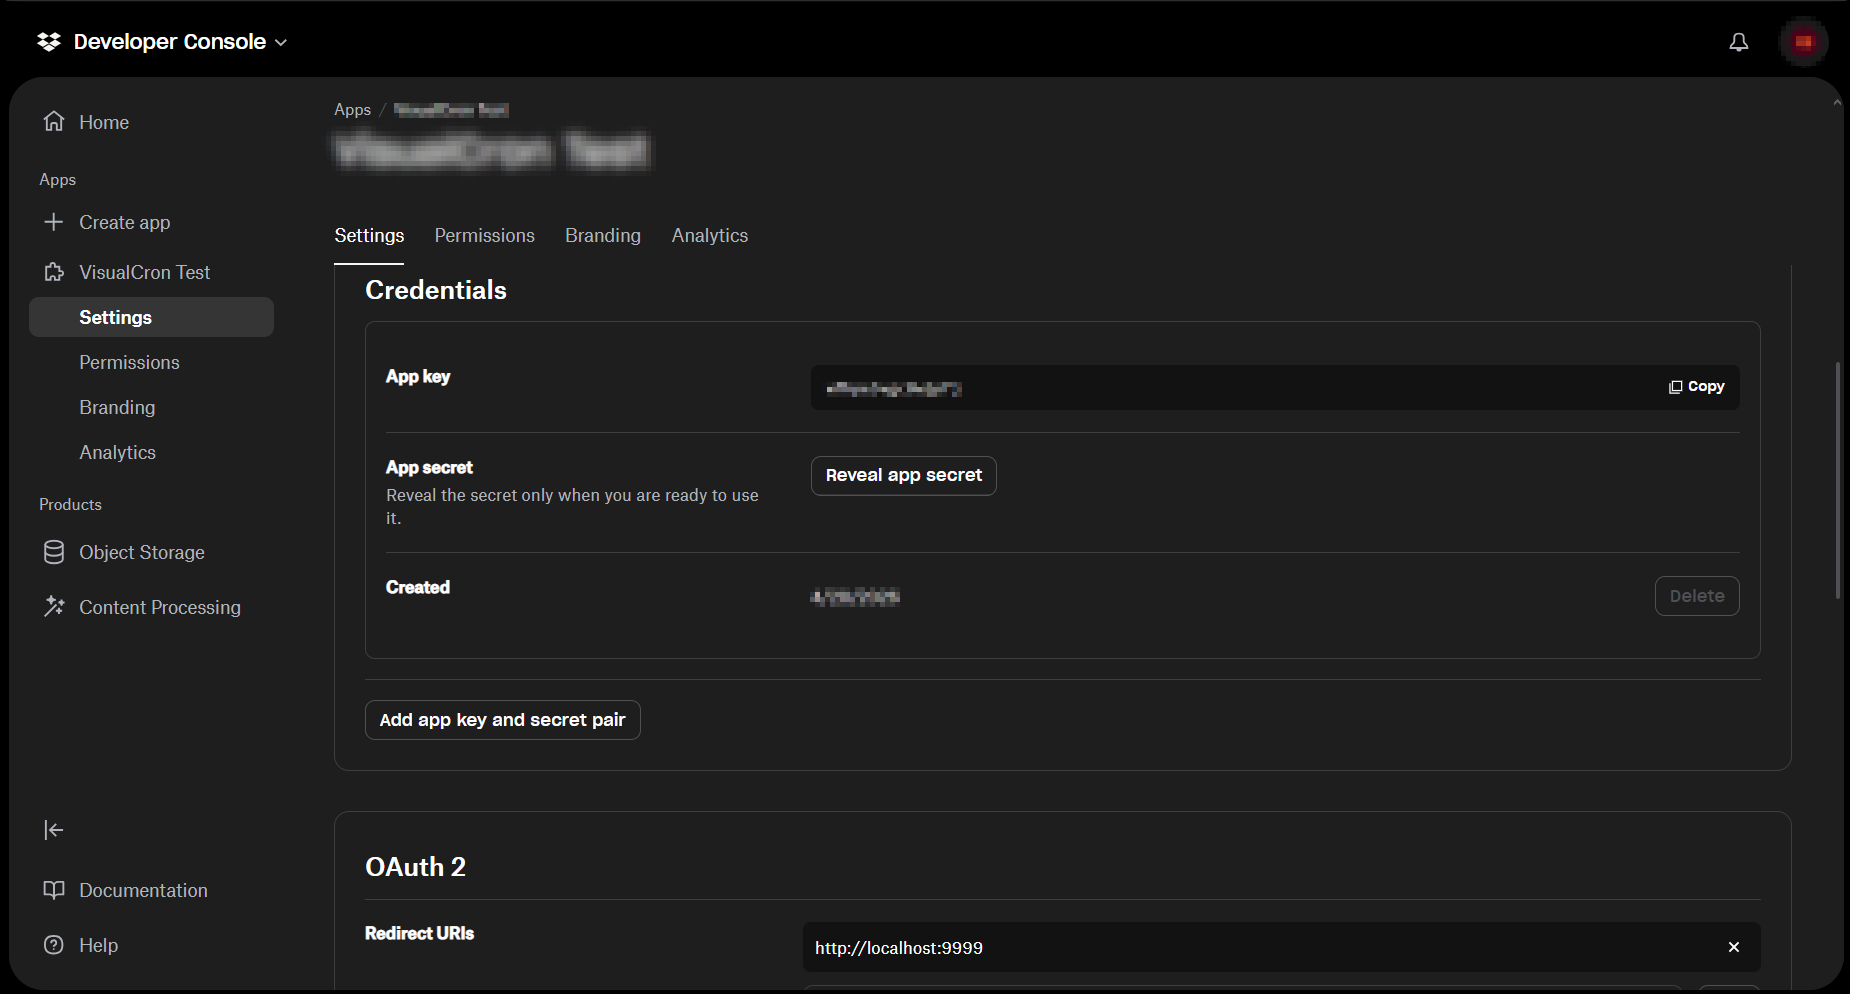 Developer Console
Home
Apps
Create app
VisualCron Test
Settings
Permissions
Branding
Analytics
Products
Object Storage
Content Processing
Documentation
Help
Apps /
Settings Permissions Branding Analytics
Credentials
App key
Copy
App secret
Reveal the secret only when you are ready to use
it.
Reveal app secret
Created
Delete
Add app key and secret pair
OAuth 2
Redirect URIs
http://localhost:9999